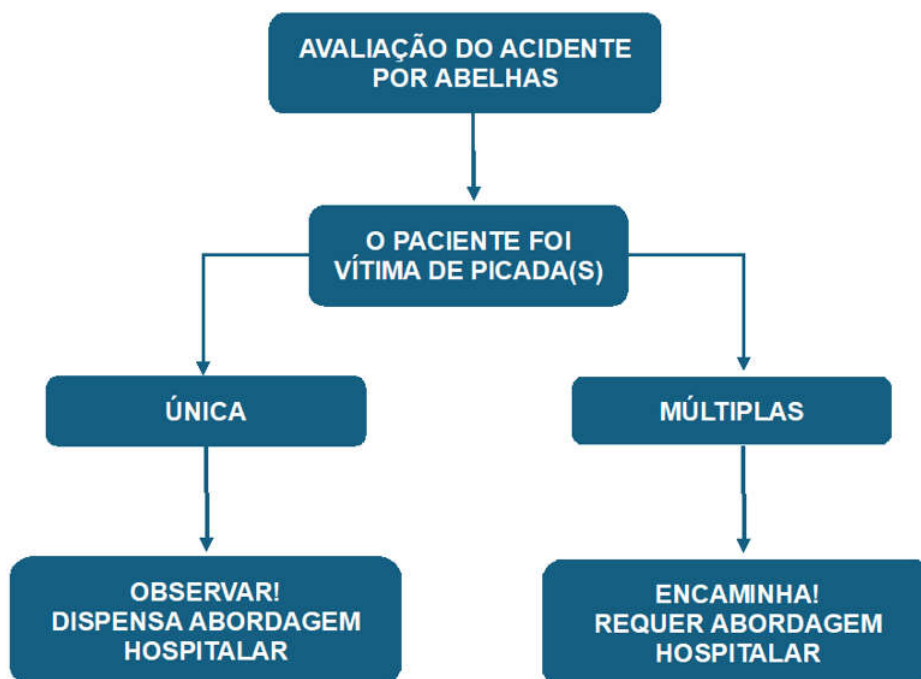 AVALIAÇÃO DO ACIDENTE
POR ABELHAS
O PACIENTE FOI
VÍTIMA DE PICADA(S)
ÚNICA
MÚLTIPLAS
OBSERVAR!
DISPENSA ABORDAGEM
HOSPITALAR
ENCAMINHA!
REQUER ABORDAGEM
HOSPITALAR